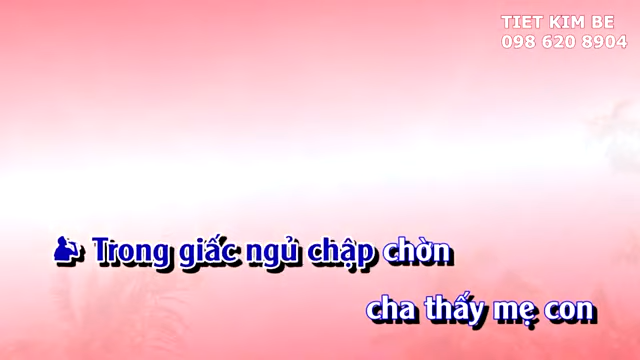 TIET KIM BE
098 620 8904
Trong giấc ngủ chập chờn
cha thấy mẹ con